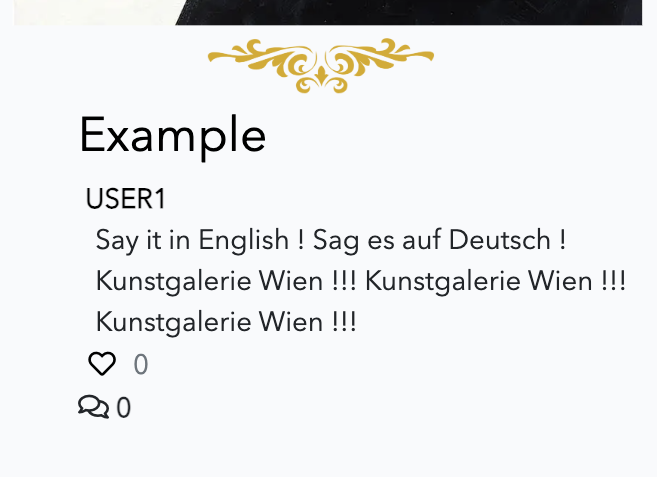 Example
USER1
Say it in English ! Sag es auf Deutsch !
Kunstgalerie Wien !!! Kunstgalerie Wien !!!
Kunstgalerie Wien !!!
0
0